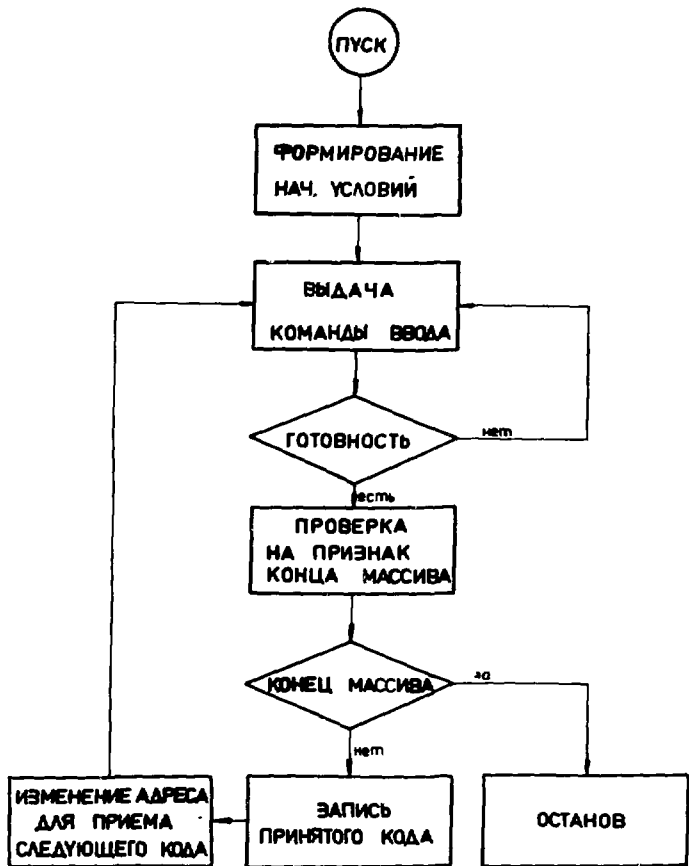 ПУСК
ФОРМИРОВАНИЕ
НАЧ. УСЛОВИЙ
ВЫДАЧА
КОМАНДЫ ВВОДА
ГОТОВНОСТЬ
нет
есть
ПРОВЕРКА
НА ПРИЗНАК
КОНЦА МАССИВА
КОНЕЦ МАССИВА
да
нет
ИЗМЕНЕНИЕ АДРЕСА
ДЛЯ ПРИЕМА
СЛЕДУЮЩЕГО КОДА
ЗАПИСЬ
ПРИНЯТОГО КОДА
ОСТАНОВ